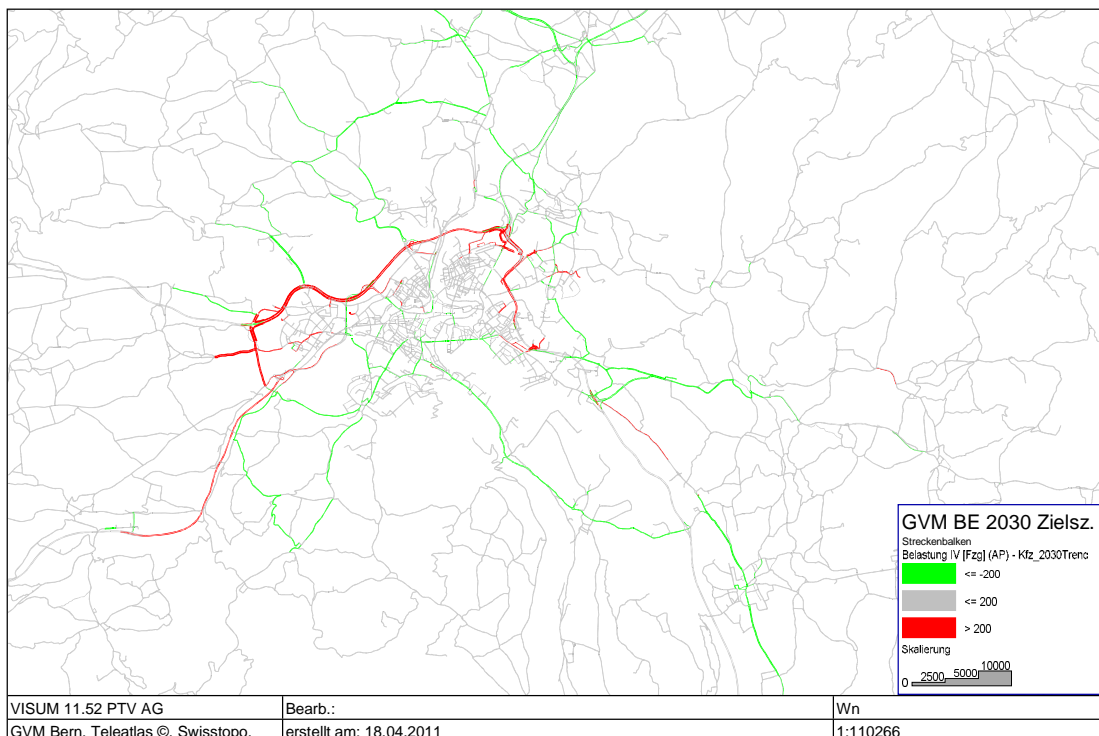 GVM BE 2030 Zielsz.
Streckenbalken
Belastung IV [Fzg] (AP) - Kfz_2030Trenc
<= -200
<= 200
> 200
Skalierung
0 2500 5000 10000
VISUM 11.52 PTV AG Bearb.: Wn
GVM Bern, Teleatlas ©, Swisstopo, erstellt am: 18.04.2011 1:110266